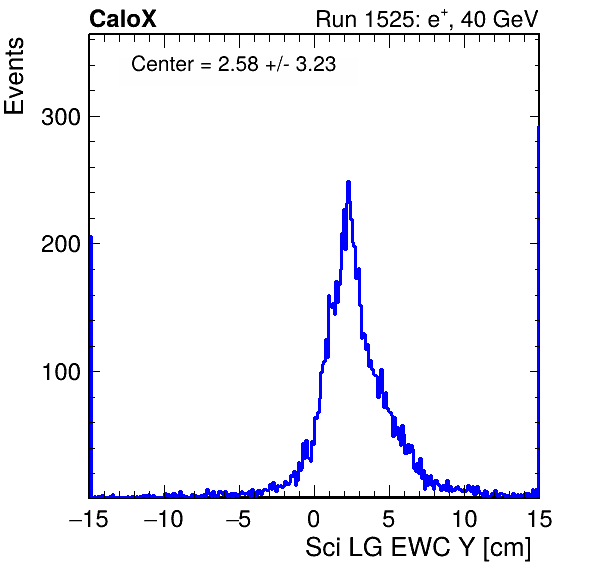 CaloX Run 1525: e⁺, 40 GeV
Center = 2.58 +/- 3.23
Events
300
200
100
−15 −10 −5 0 5 10 15
Sci LG EWC Y [cm]